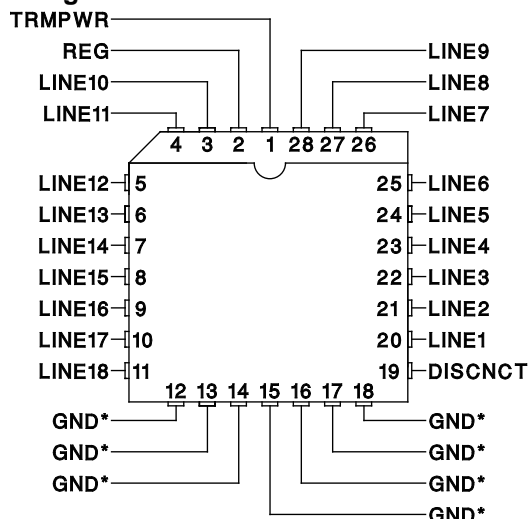 TRMPWR
REG LINE9
LINE10 LINE8
LINE11 LINE7
4 3 2 1 28 27 26
LINE12 5 25 LINE6
LINE13 6 24 LINE5
LINE14 7 23 LINE4
LINE15 8 22 LINE3
LINE16 9 21 LINE2
LINE17 10 20 LINE1
LINE18 11 19 DISCNCT
12 13 14 15 16 17 18
GND* GND*
GND* GND*
GND* GND*
GND*